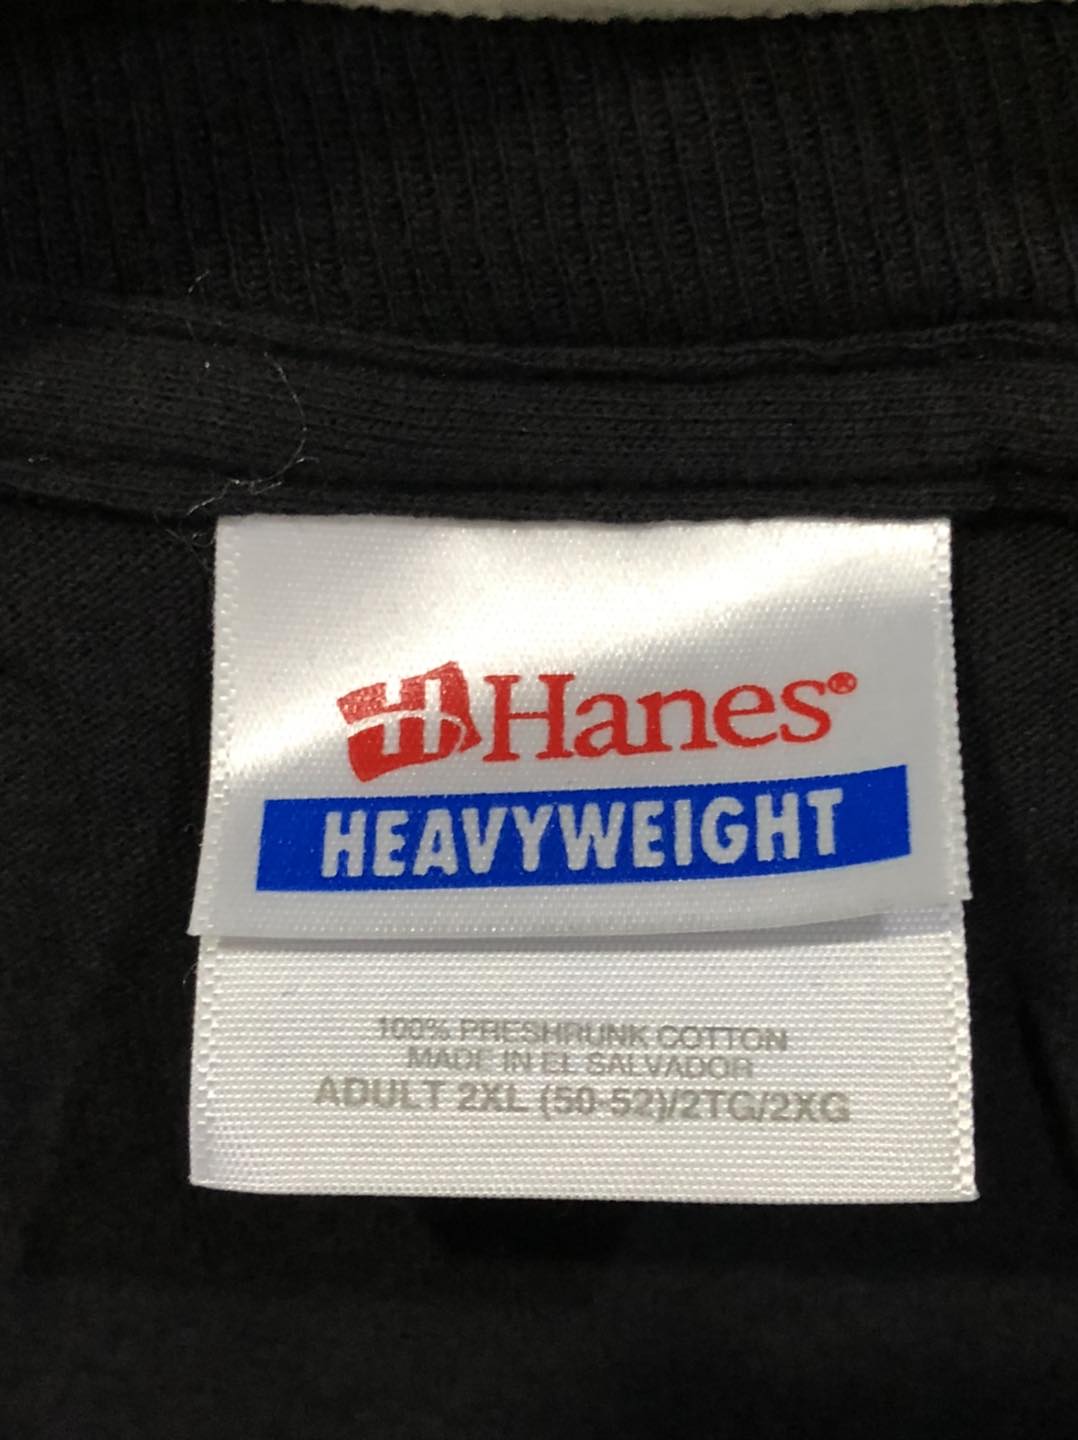 Hanes®
HEAVYWEIGHT
100% PRESHRUNK COTTON
MADE IN EL SALVADOR
ADULT 2XL (50-52)/2TG/2XG